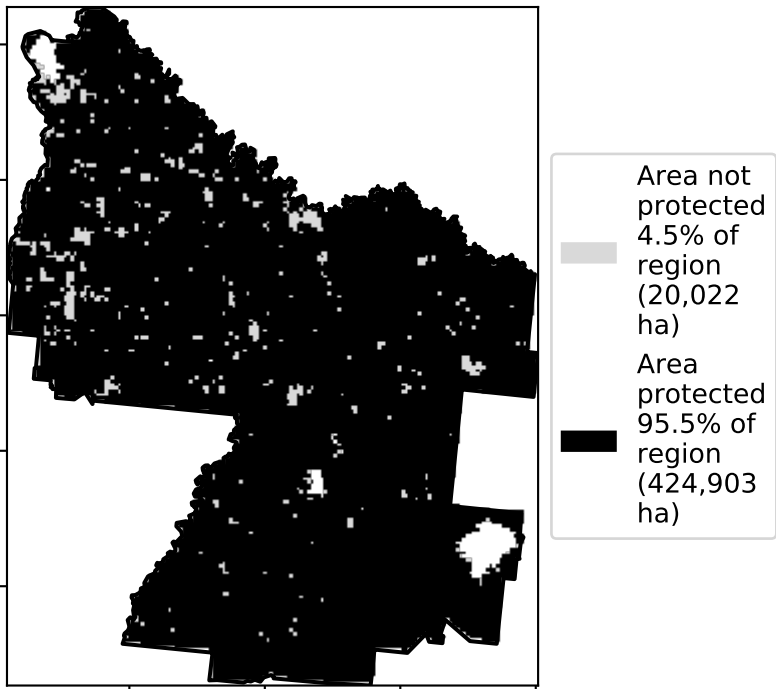 Area not
protected
4.5% of
region
(20,022
ha)
Area
protected
95.5% of
region
(424,903
ha)